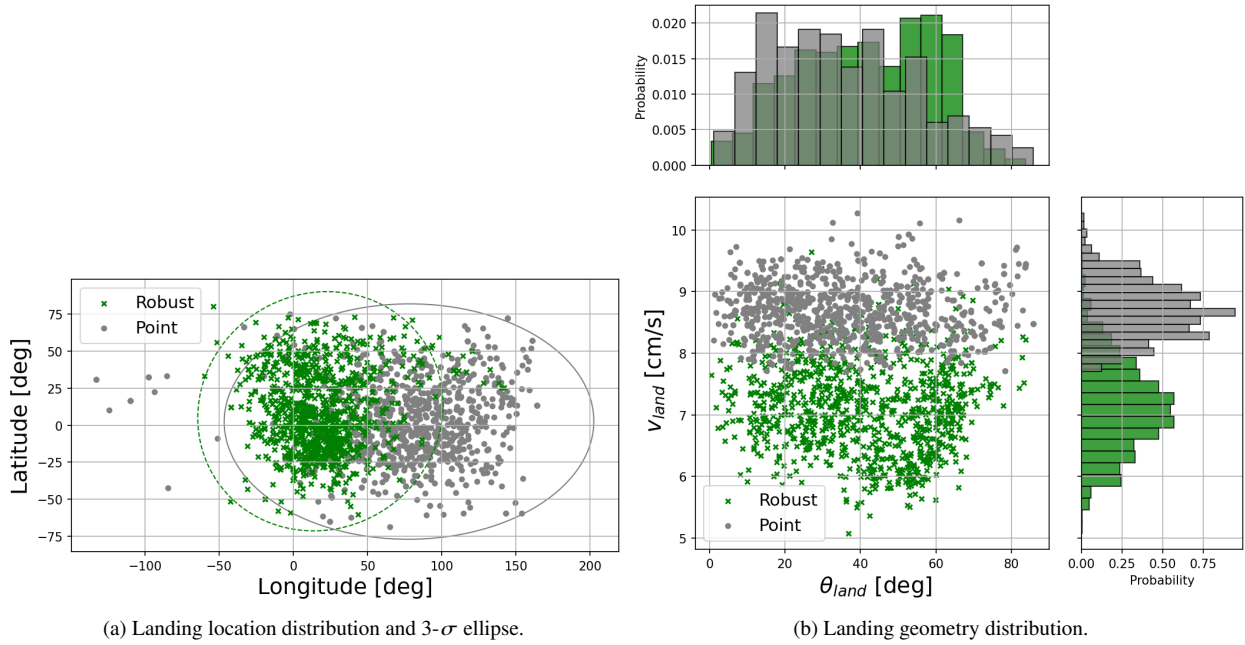 0.020
0.015
0.010
0.005
0.000
Probability
Robust
Point
75
50
25
0
−25
−50
−75
Latitude [deg]
−100 −50 0 50 100 150 200
Longitude [deg]
(a) Landing location distribution and 3-σ ellipse.
10
9
8
7
6
5
v_land [cm/s]
Robust
Point
0 20 40 60 80
θ_land [deg]
0.00 0.25 0.50 0.75
Probability
(b) Landing geometry distribution.